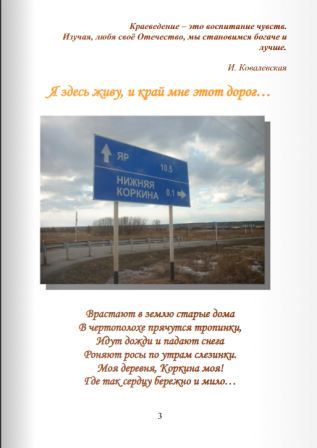 Краеведение – это воспитание чувств.
Изучая, любя своё Отечество, мы становимся богаче и
лучше.
И. Ковалевская
Я здесь живу, и край мне этот дорог…
ЯР 10.5
НИЖНЯЯ
КОРКИНА 0.1
Врастают в землю старые дома
В чертополохе прячутся тропинки,
Идут дожди и падают снега
Роняют росы по утрам слезинки.
Моя деревня, Коркина моя!
Где так сердцу бережно и мило…
3